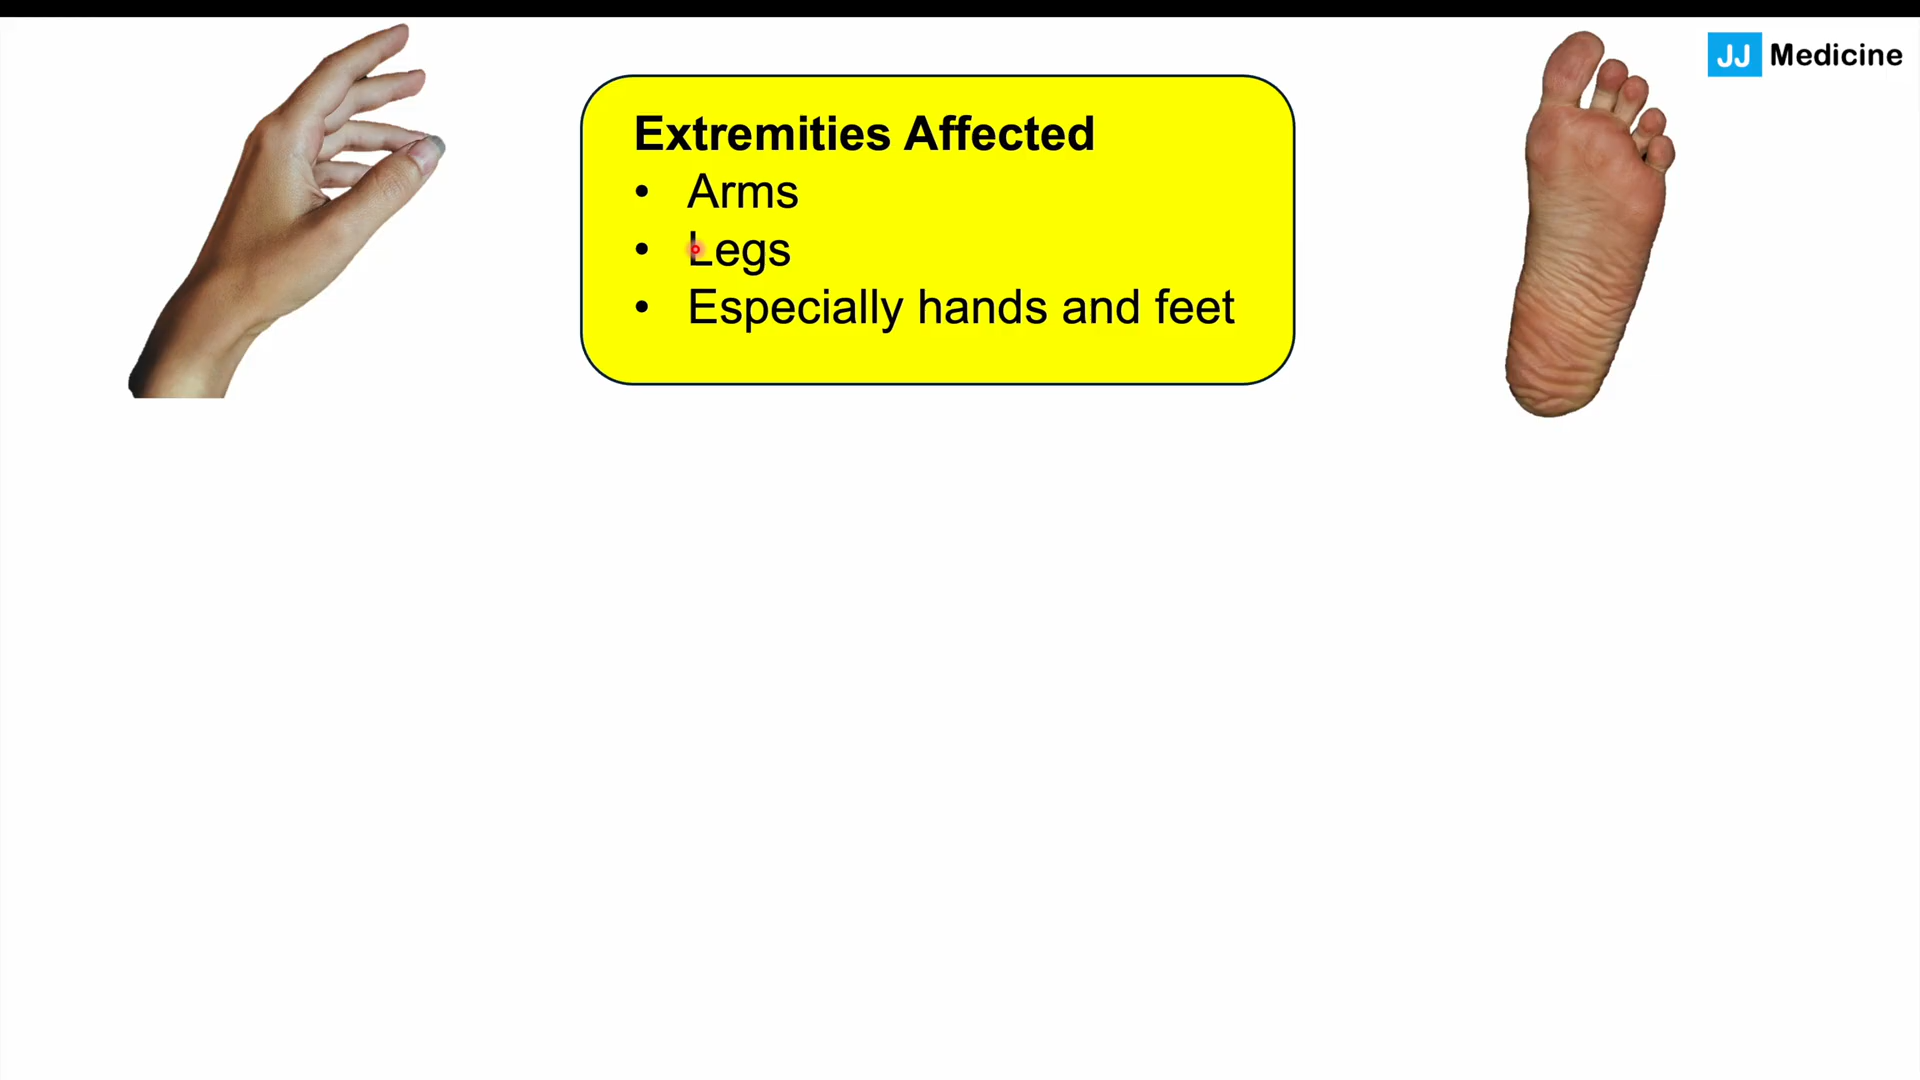 JJ Medicine
Extremities Affected
• Arms
• Legs
• Especially hands and feet